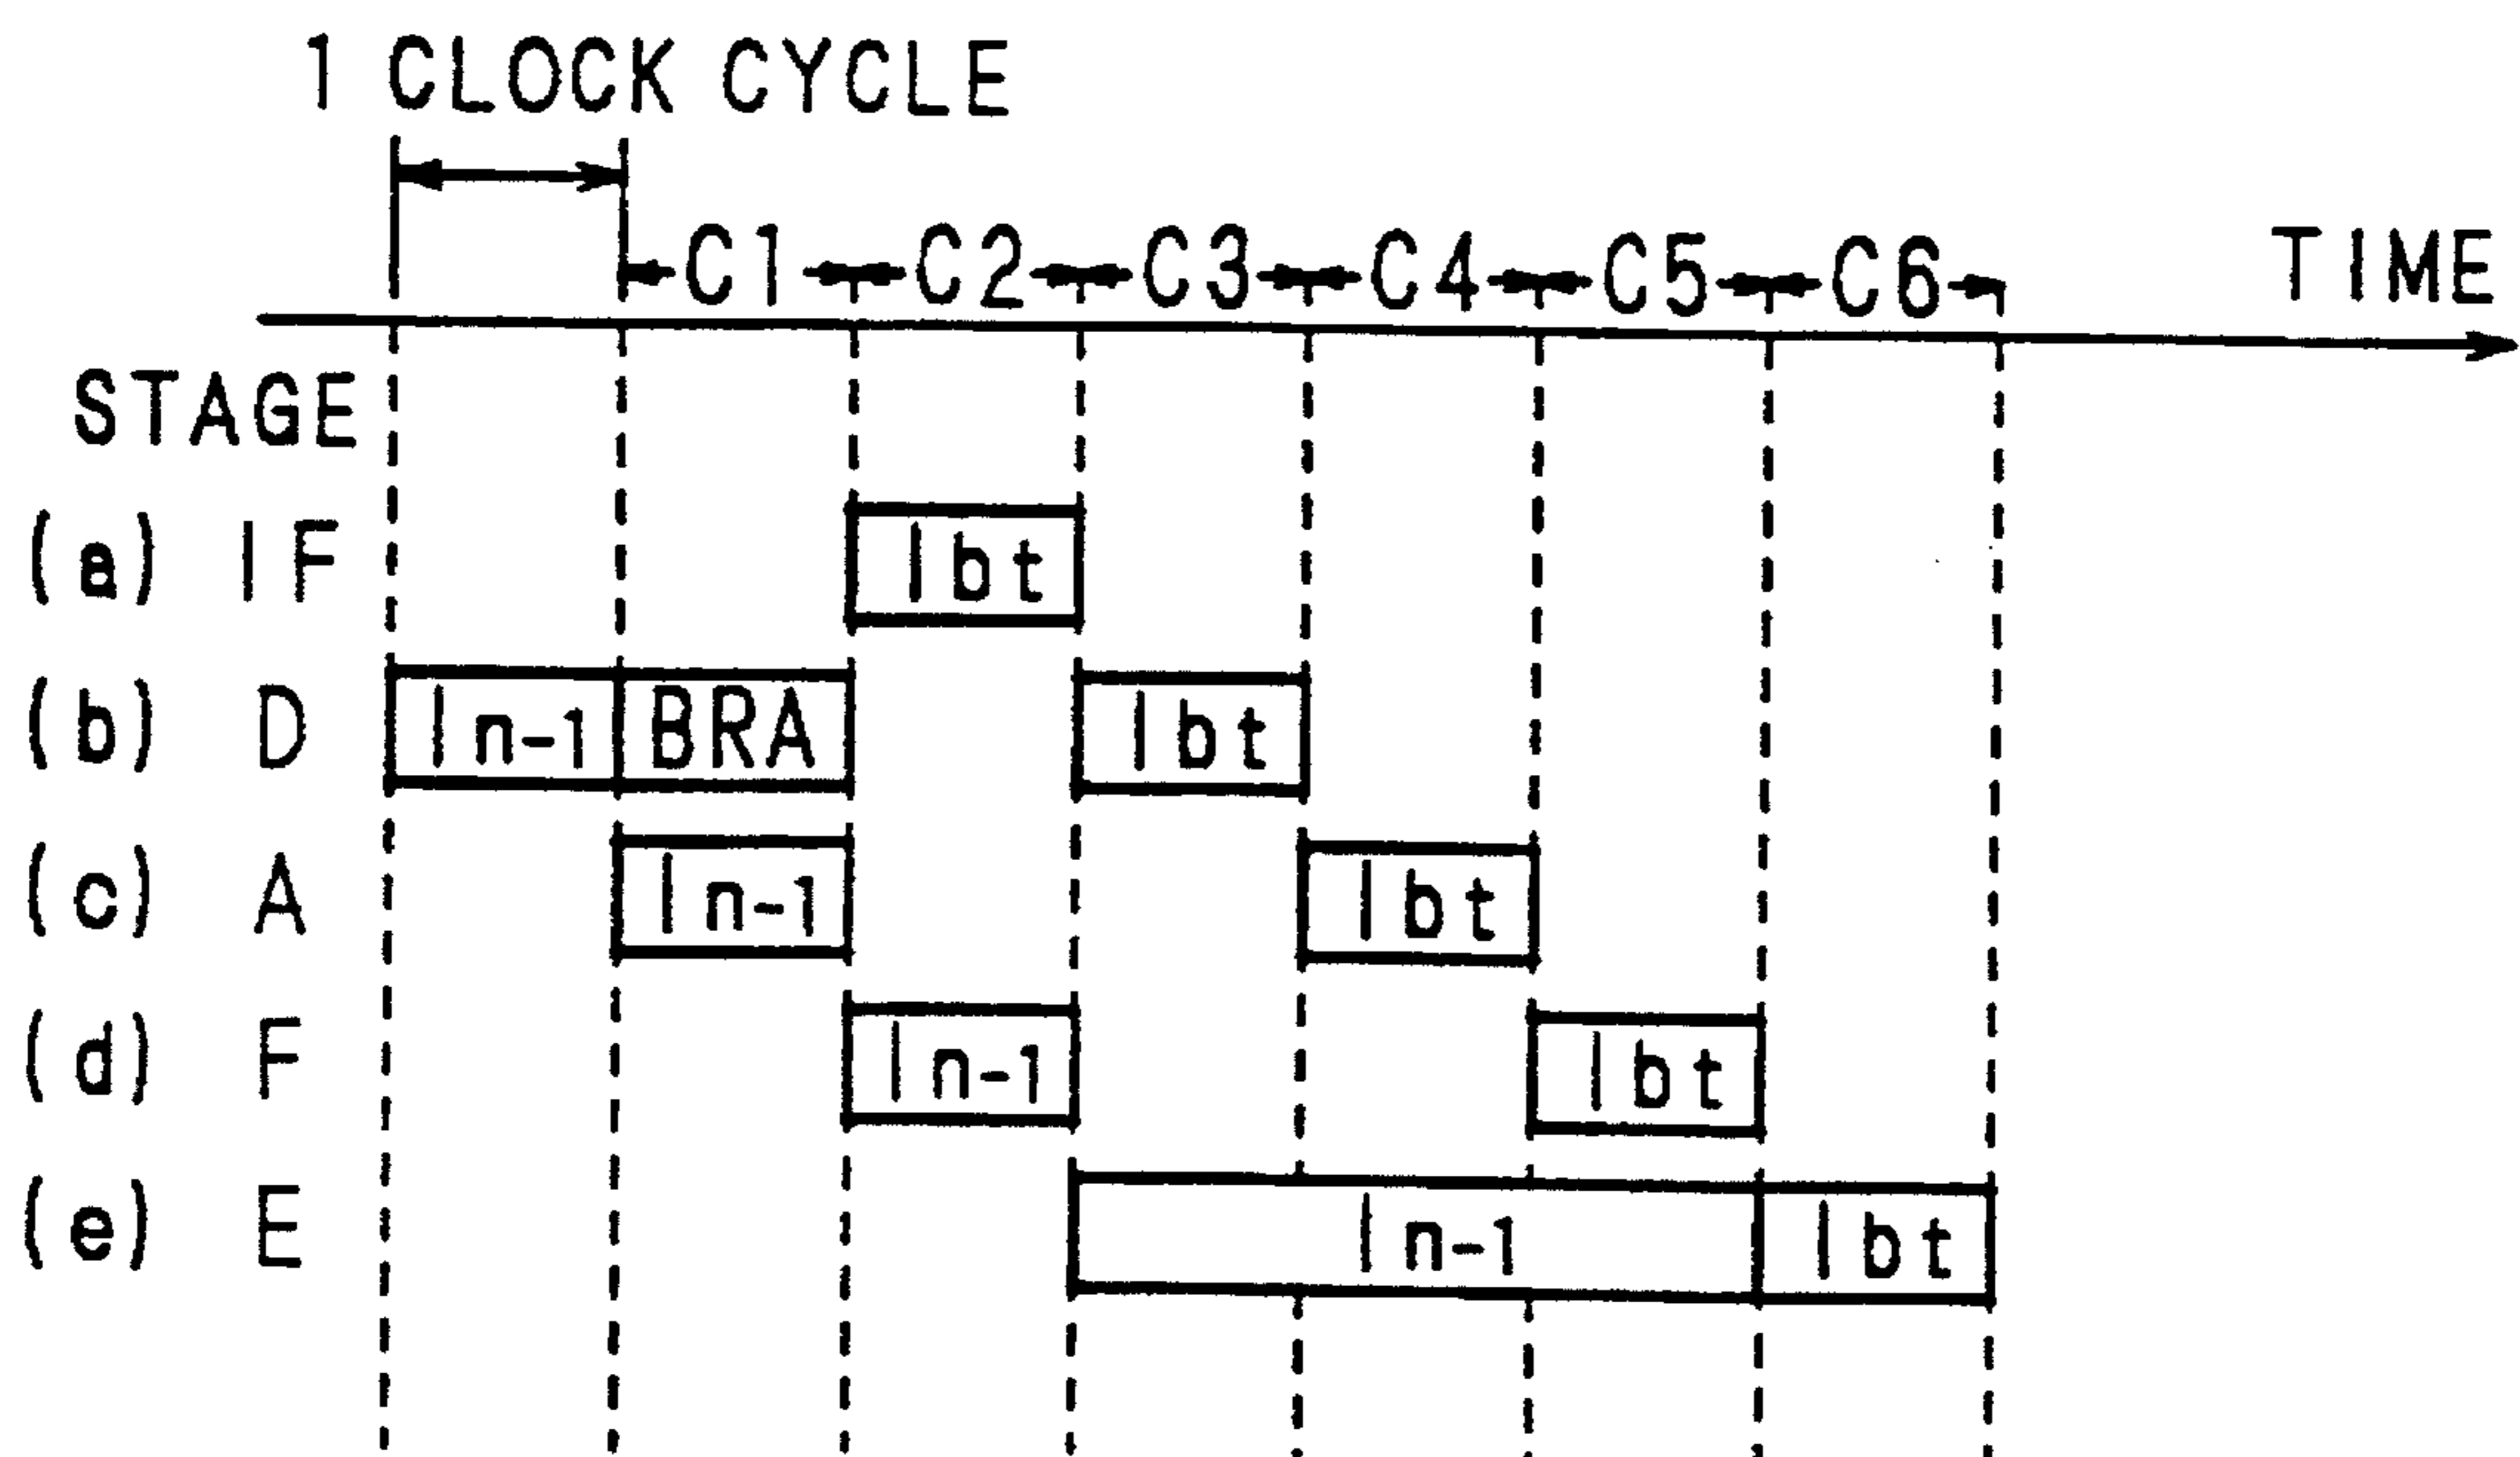 1 CLOCK CYCLE
C1 C2 C3 C4 C5 C6 TIME
STAGE
(a) IF Ibt
(b) D In-1 BRA Ibt
(c) A In-1 Ibt
(d) F In-1 Ibt
(e) E In-1 Ibt